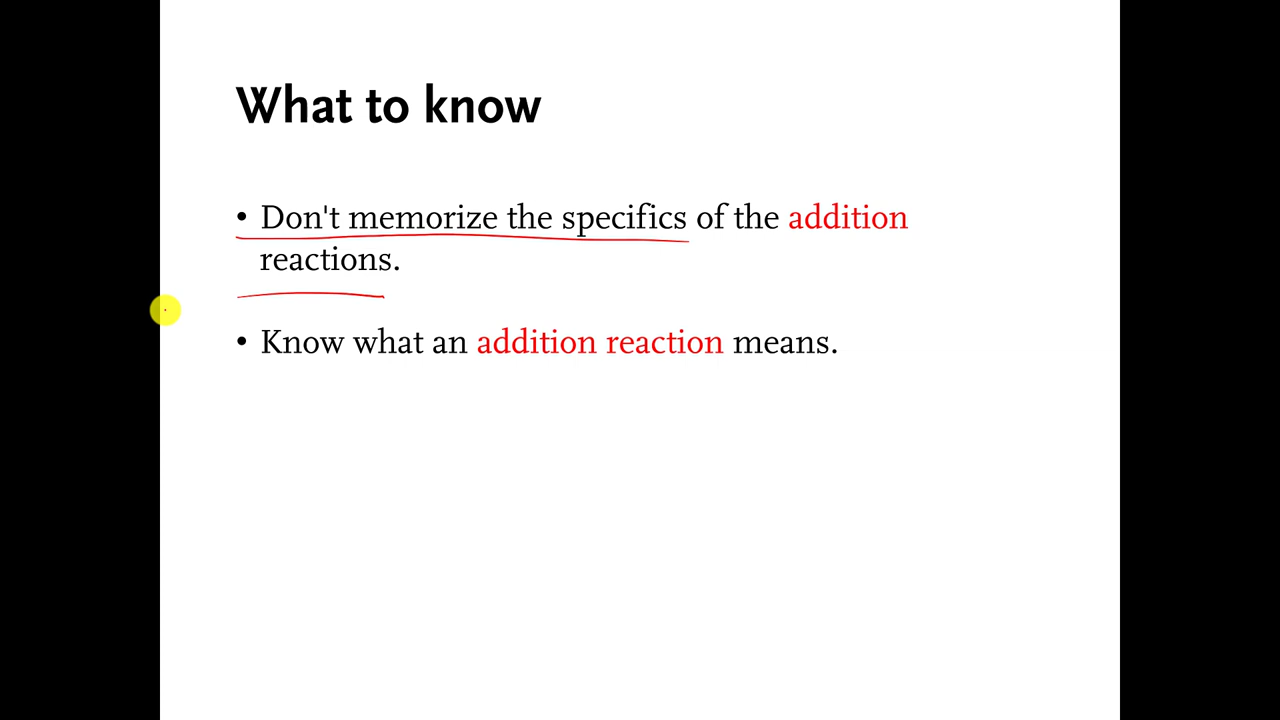 What to know
• Don't memorize the specifics of the addition
reactions.
• Know what an addition reaction means.